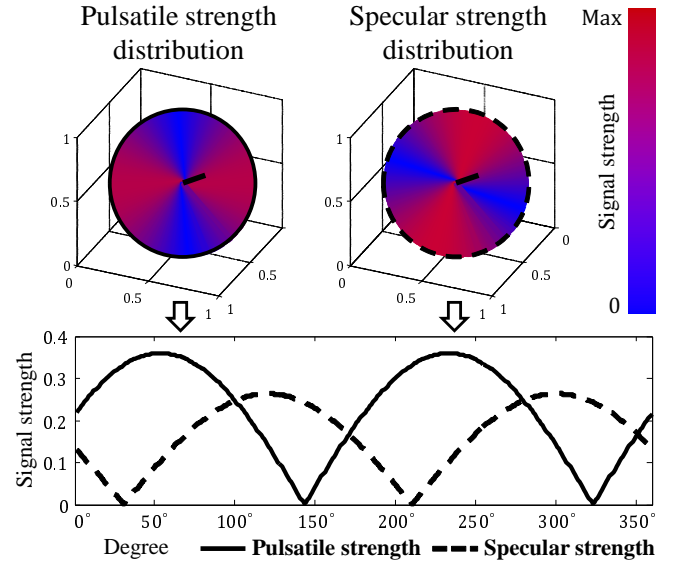 Pulsatile strength
distribution
Specular strength
distribution
Max
Signal strength
0
1
0.5
0
0.5
1
1
0.5
1
0.5
0
0.5
1
1
0.5
0
0.4
0.3
0.2
0.1
0
Signal strength
0° 50° 100° 150° 200° 250° 300° 350°
Degree Pulsatile strength Specular strength